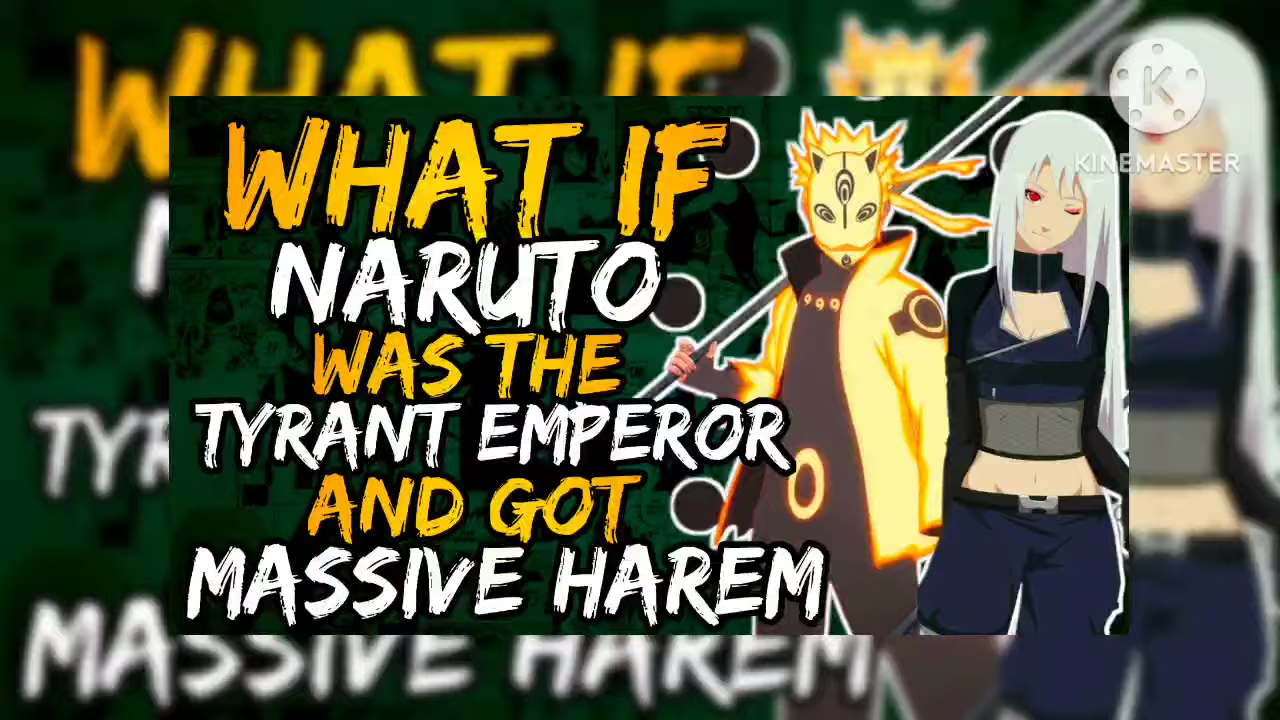 WHAT IF
NARUTO
WAS THE
TYRANT EMPEROR
AND GOT
MASSIVE HAREM
K
KINEMASTER